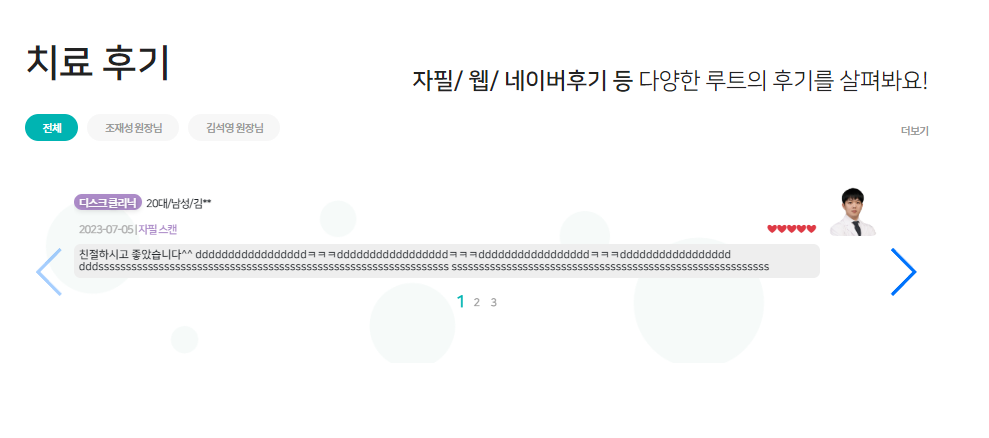 치료 후기
자필/ 웹/ 네이버후기 등 다양한 루트의 후기를 살펴봐요!
전체 조재성 원장님 김석영 원장님 더보기
디스크클리닉 20대/남성/김**
2023-07-05 | 자필 스캔
친절하시고 좋았습니다^^ dddddddddddddddddㅋㅋㅋdddddddddddddddddㅋㅋㅋdddddddddddddddddㅋㅋㅋddddddddddddddddd
dddssssssssssssssssssssssssssssssssssssssssssssssssssssssssssssssss ssssssssssssssssssssssssssssssssssssssssssssssssssssssssss
1 2 3